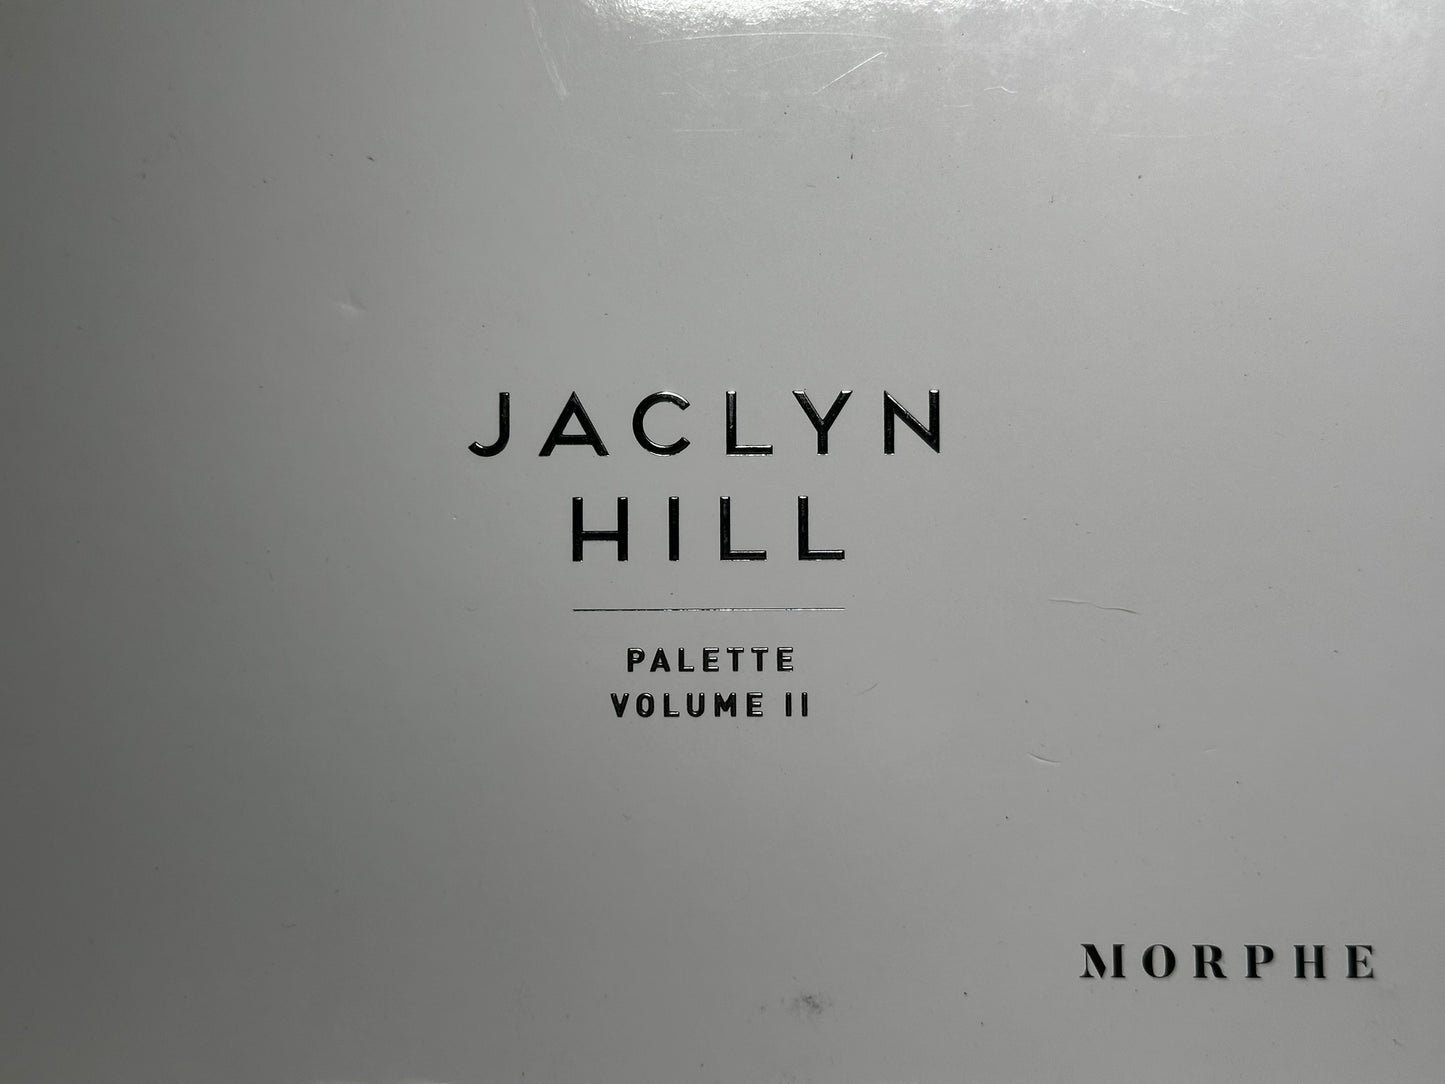 JACLYN
HILL
PALETTE
VOLUME II
MORPHE